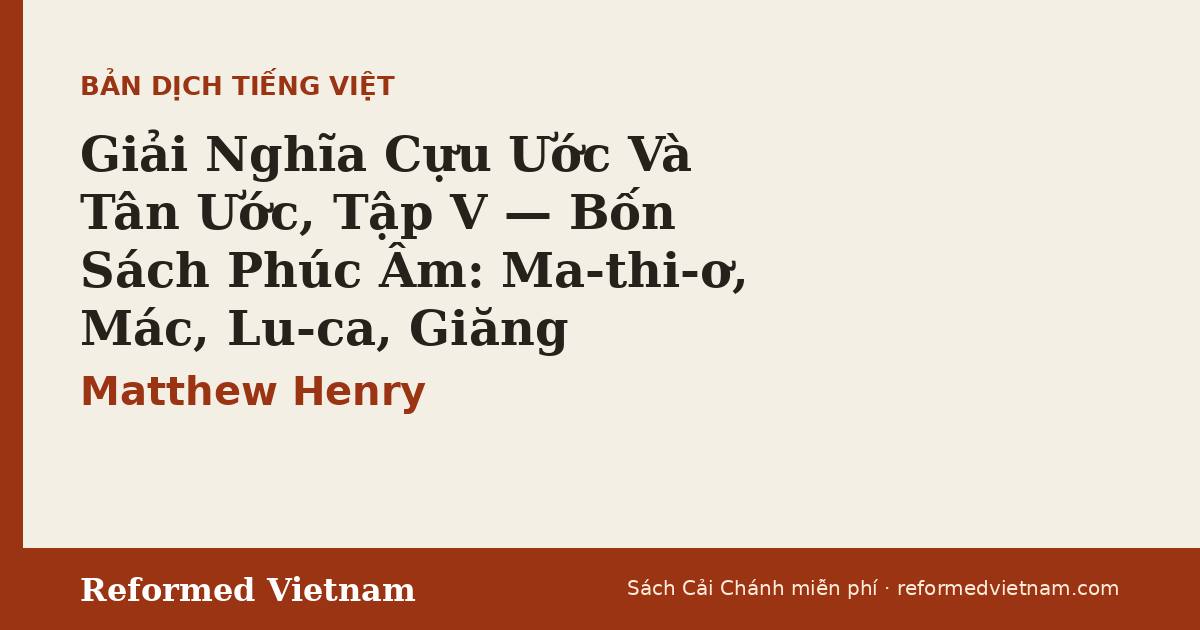 BẢN DỊCH TIẾNG VIỆT
Giải Nghĩa Cựu Ước Và
Tân Ước, Tập V — Bốn
Sách Phúc Âm: Ma-thi-ơ,
Mác, Lu-ca, Giăng
Matthew Henry
Reformed Vietnam
Sách Cải Chánh miễn phí · reformedvietnam.com